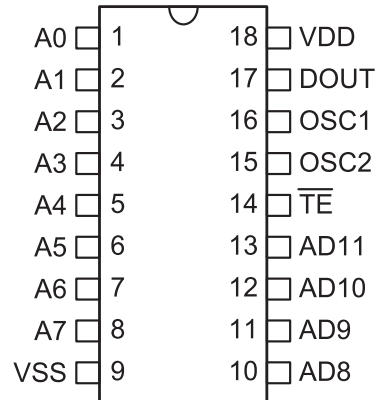 A0 1 18 VDD
A1 2 17 DOUT
A2 3 16 OSC1
A3 4 15 OSC2
A4 5 14 T̅E̅
A5 6 13 AD11
A6 7 12 AD10
A7 8 11 AD9
VSS 9 10 AD8